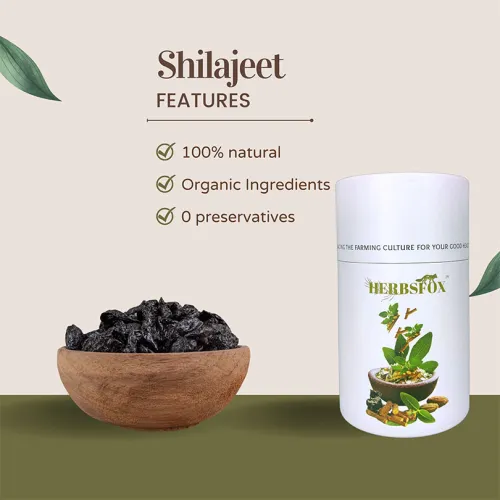 Shilajeet
FEATURES
100% natural
Organic Ingredients
0 preservatives
THE FARMING CULTURE FOR YOUR GOOD
HERBSFOX